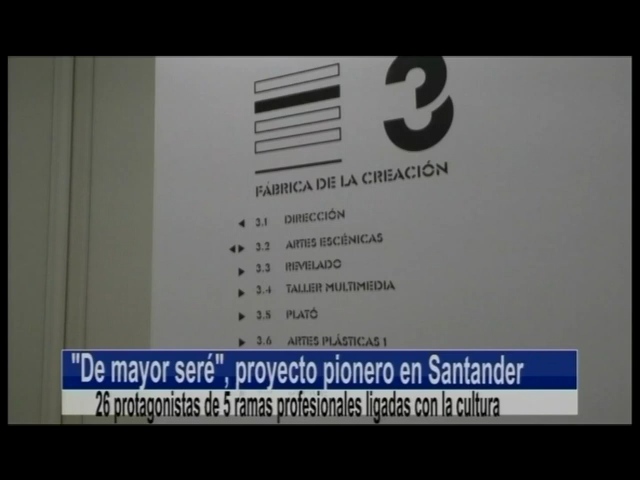 3
FÁBRICA DE LA CREACIÓN
3.1 DIRECCIÓN
3.2 ARTES ESCÉNICAS
3.3 REVELADO
3.4 TALLER MULTIMEDIA
3.5 PLATÓ
3.6 ARTES PLÁSTICAS 1
"De mayor seré", proyecto pionero en Santander
26 protagonistas de 5 ramas profesionales ligadas con la cultura